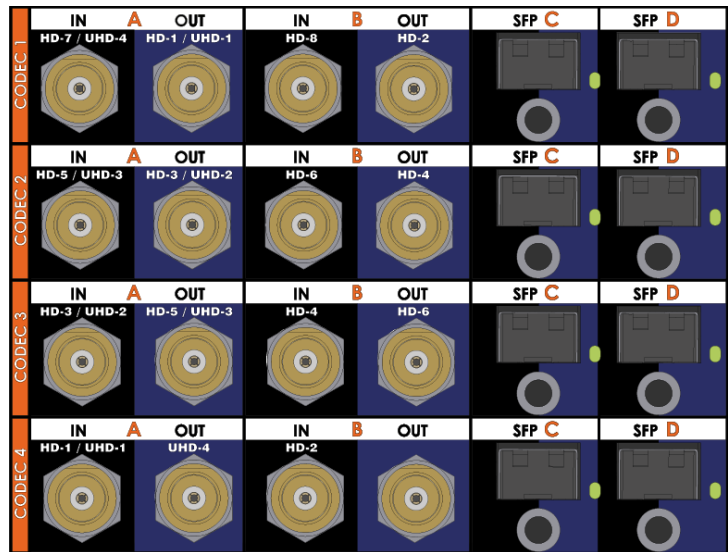 CODEC 1
IN A OUT IN B OUT SFP C SFP D
HD-7 / UHD-4 HD-1 / UHD-1 HD-8 HD-2
CODEC 2
IN A OUT IN B OUT SFP C SFP D
HD-5 / UHD-3 HD-3 / UHD-2 HD-6 HD-4
CODEC 3
IN A OUT IN B OUT SFP C SFP D
HD-3 / UHD-2 HD-5 / UHD-3 HD-4 HD-6
CODEC 4
IN A OUT IN B OUT SFP C SFP D
HD-1 / UHD-1 UHD-4 HD-2